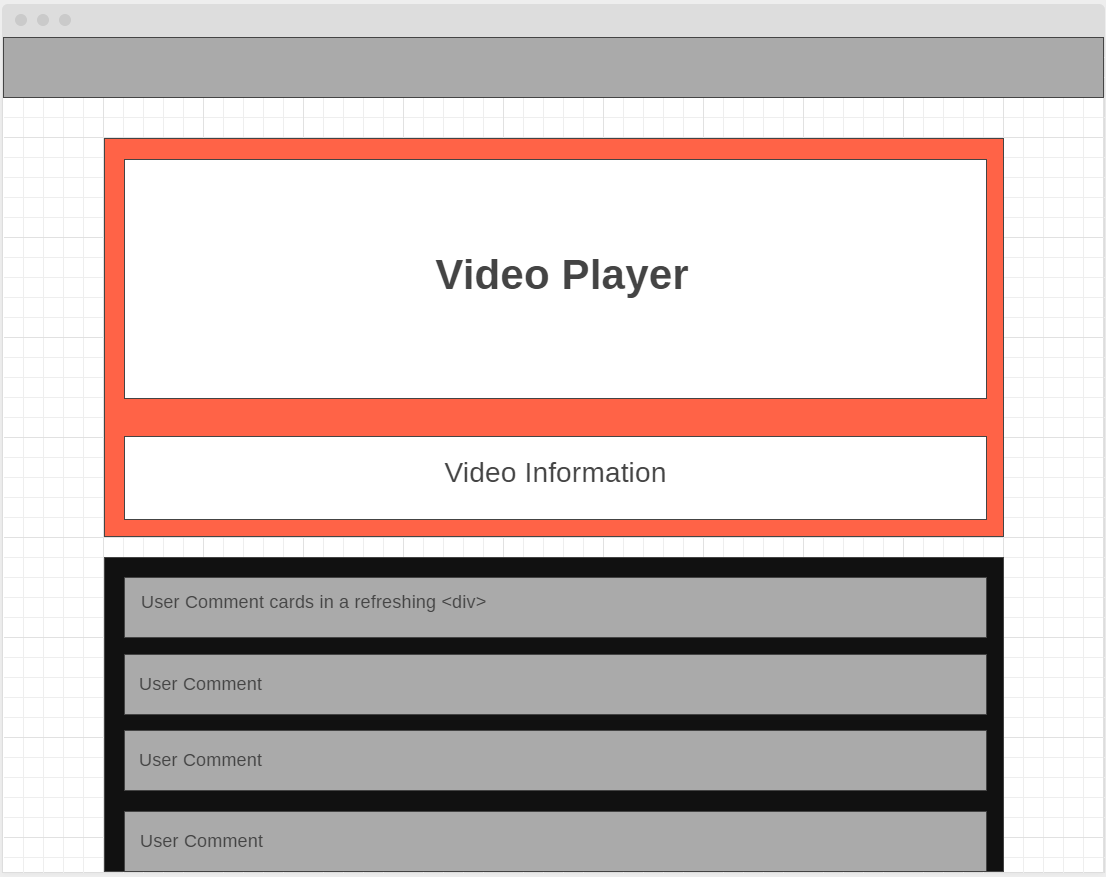 Video Player
Video Information
User Comment cards in a refreshing <div>
User Comment
User Comment
User Comment